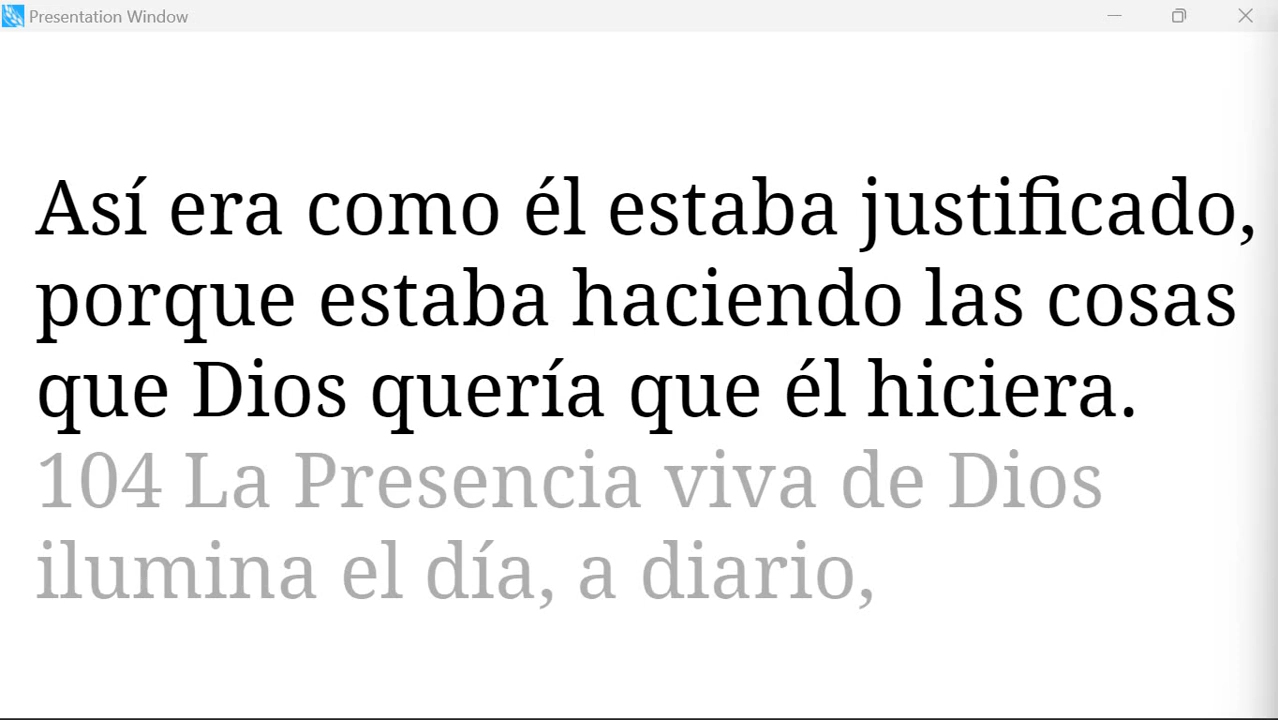 Presentation Window
Así era como él estaba justificado,
porque estaba haciendo las cosas
que Dios quería que él hiciera.
104 La Presencia viva de Dios
ilumina el día, a diario,